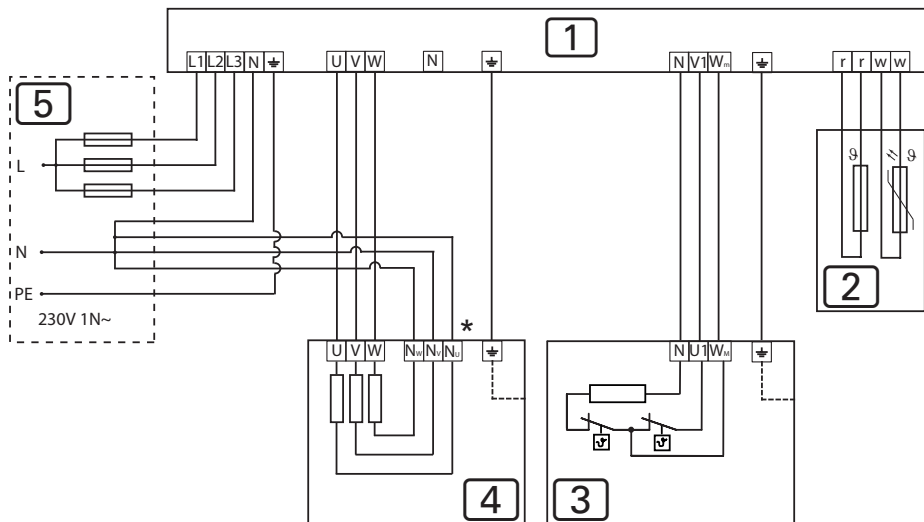 1
L1 L2 L3 N ⏚ U V W N ⏚ N V1 Wm ⏚ r r w w
5
L
N
PE
230V 1N~
ϑ ϑ
2
*
U V W NW NV NU ⏚ N U1 WM ⏚
ϑ ϑ
4
3